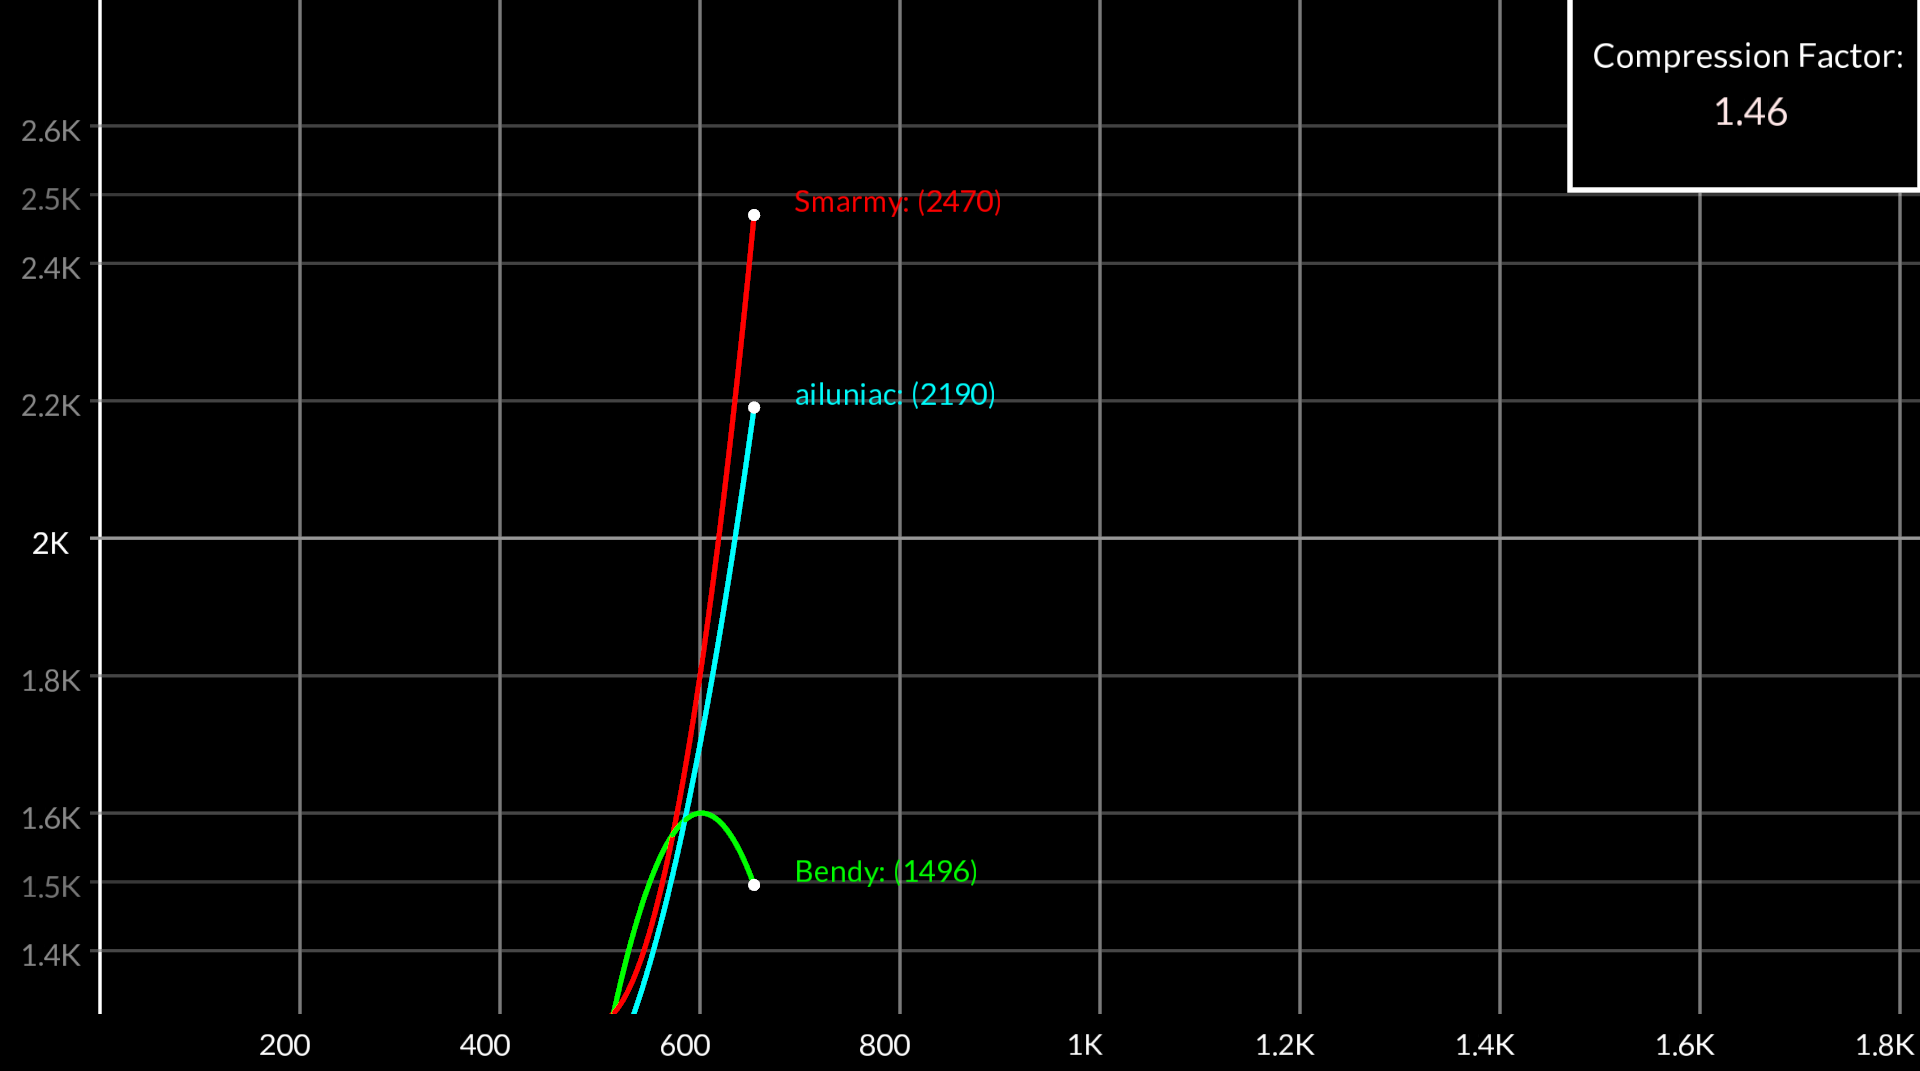 Compression Factor:
1.46
2.6K
2.5K
Smarmy: (2470)
2.4K
ailuniac: (2190)
2.2K
2K
1.8K
1.6K
Bendy: (1496)
1.5K
1.4K
200 400 600 800 1K 1.2K 1.4K 1.6K 1.8K